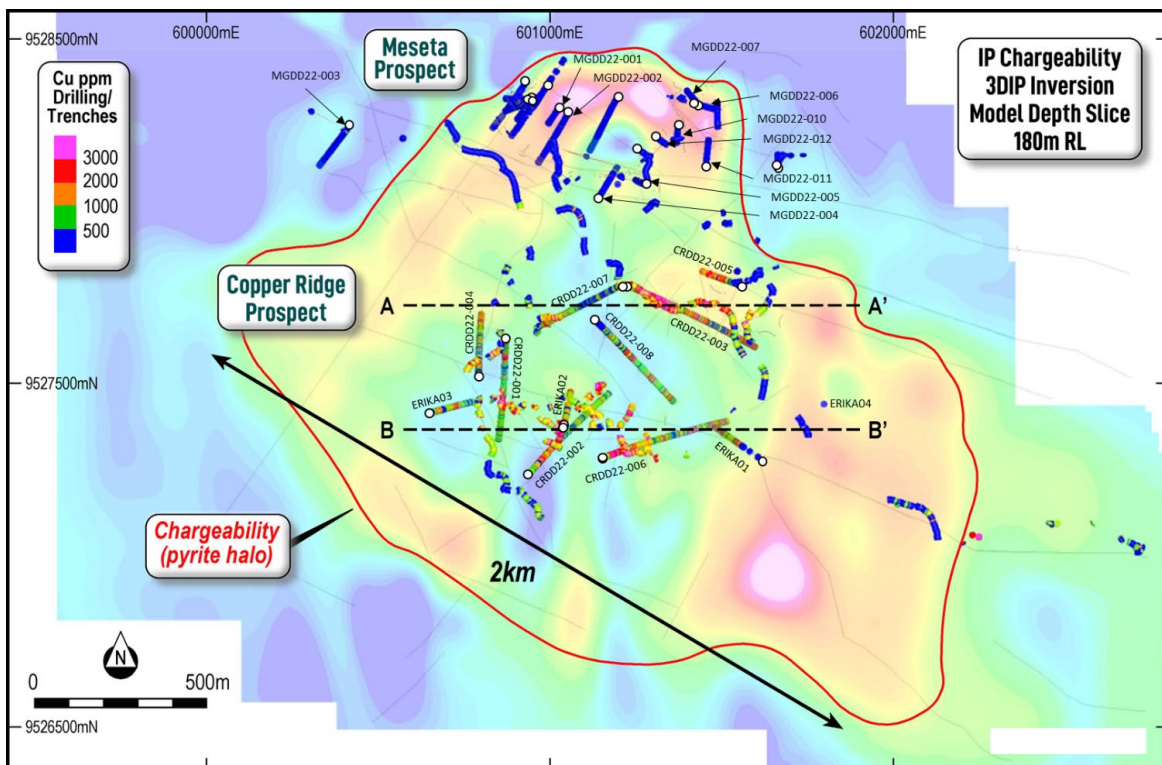 600000mE
601000mE
602000mE
9528500mN
9527500mN
9526500mN
Cu ppm
Drilling/
Trenches
3000
2000
1000
500
Meseta
Prospect
IP Chargeability
3DIP Inversion
Model Depth Slice
180m RL
MGDD22-003
MGDD22-001
MGDD22-002
MGDD22-007
MGDD22-006
MGDD22-010
MGDD22-012
MGDD22-011
MGDD22-005
MGDD22-004
Copper Ridge
Prospect
CRDD22-005
CRDD22-007
CRDD22-004
CRDD22-003
CRDD22-008
CRDD22-001
A
A'
ERIKA03
ERIKA02
ERIKA04
B
B'
CRDD22-002
CRDD22-006
ERIKA01
Chargeability
(pyrite halo)
2km
N
0
500m